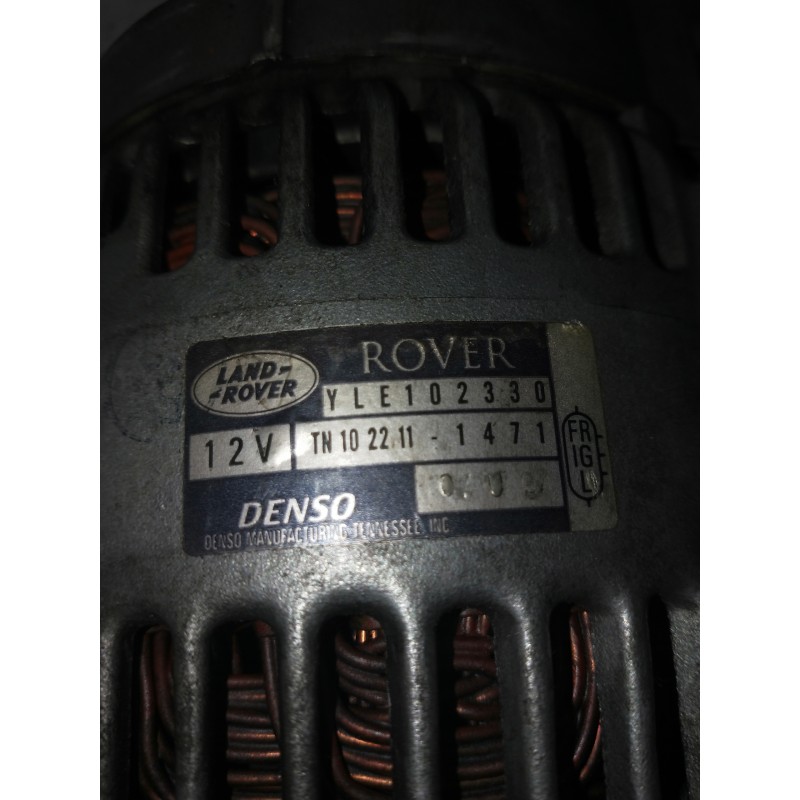 LAND-
-ROVER
ROVER
YLE102330
12V
TN 10 22 11 - 1471
DENSO
DENSO MANUFACTURING TENNESSEE, INC
FR
IG
L